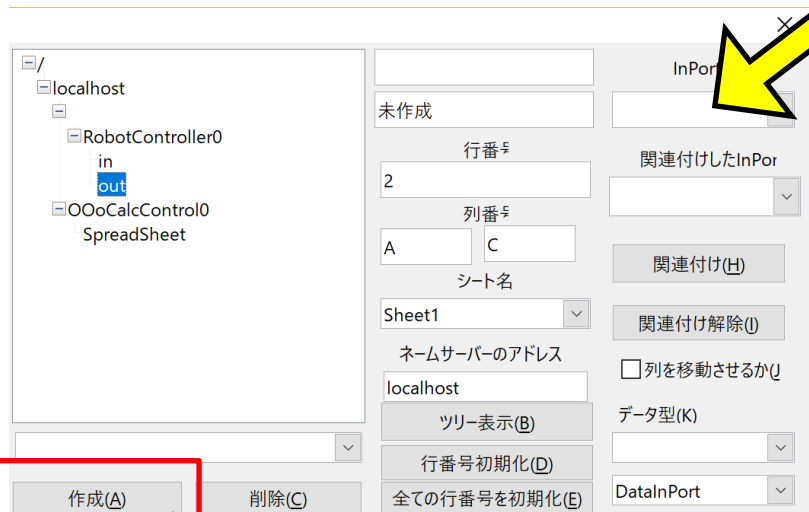 /
localhost
RobotController0
in
out
OOoCalcControl0
SpreadSheet
作成(A)
削除(C)
未作成
行番号
2
列番号
A
C
シート名
Sheet1
ネームサーバーのアドレス
localhost
ツリー表示(B)
行番号初期化(D)
全ての行番号を初期化(E)
InPor
関連付けしたInPor
関連付け(H)
関連付け解除(I)
列を移動させるか(J
データ型(K)
DataInPort